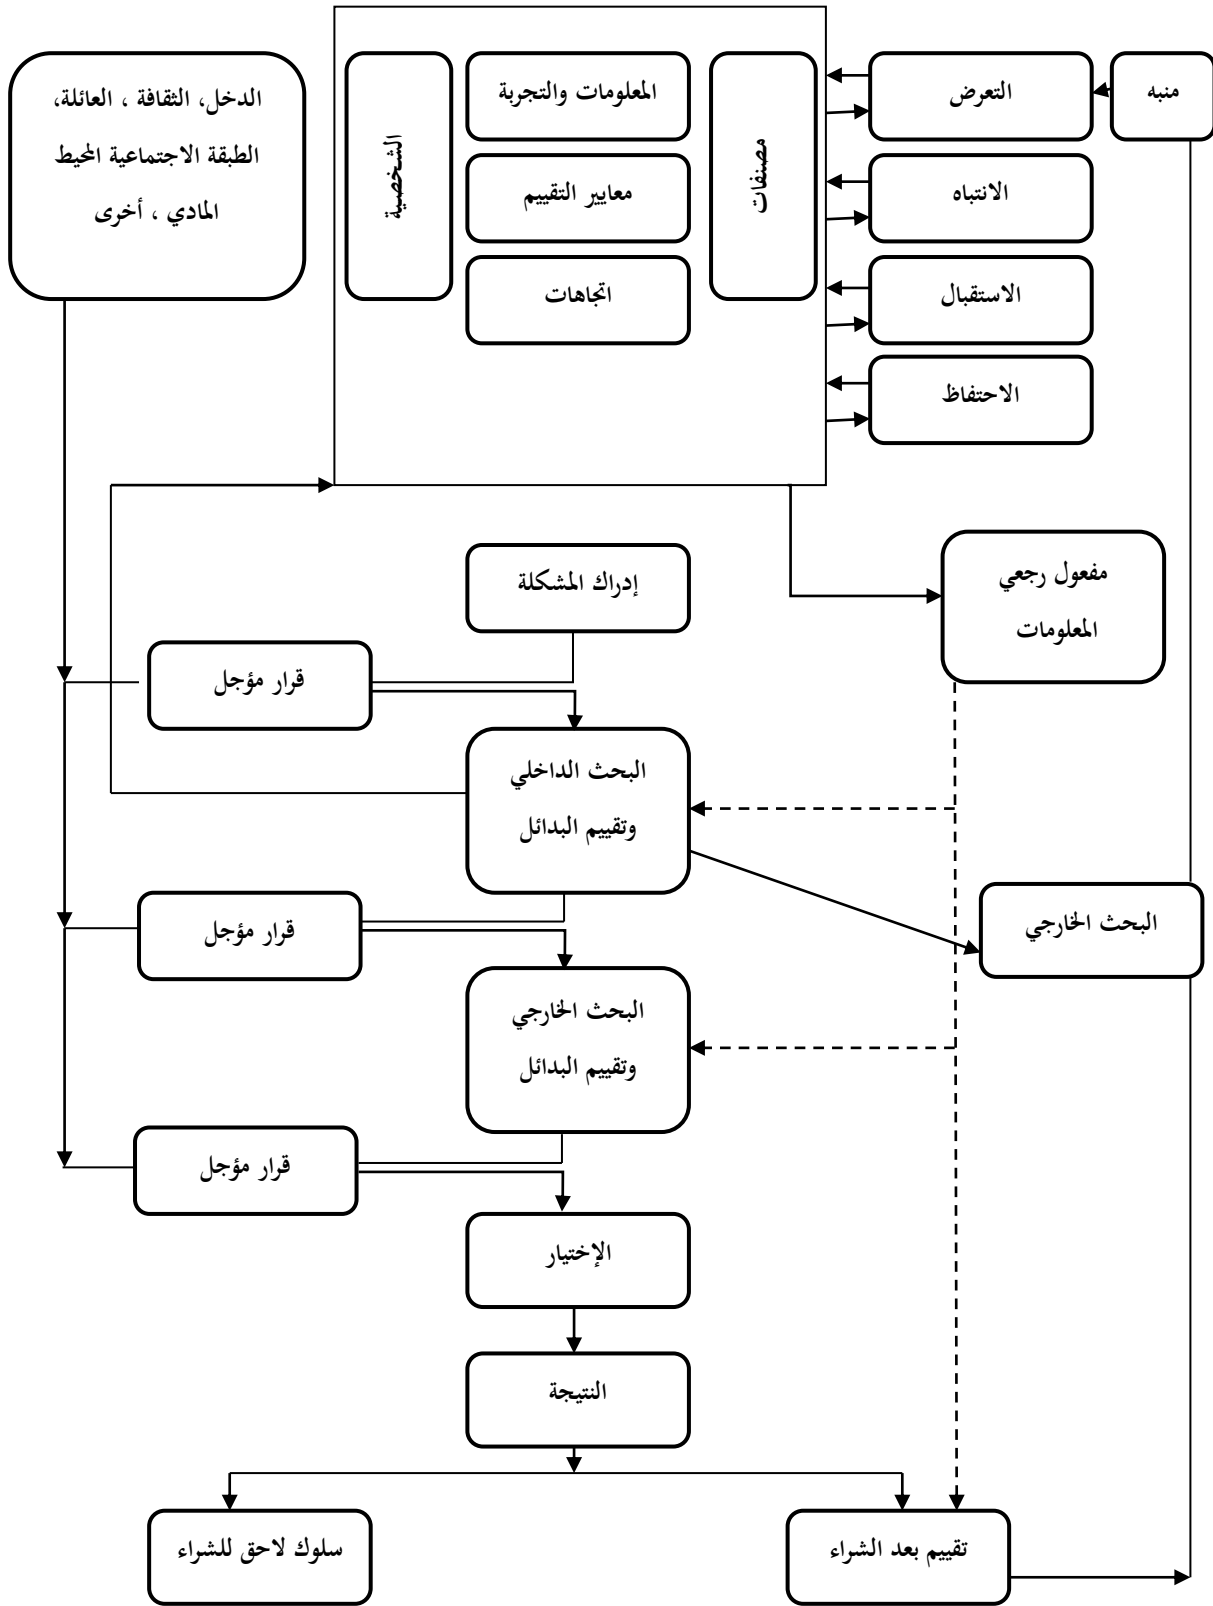 منبه
التعرض
مصنفات
المعلومات والتجربة
الشخصية
الدخل، الثقافة ، العائلة،
الطبقة الاجتماعية المحيط
المادي ، أخرى
الانتباه
معايير التقييم
الاستقبال
اتجاهات
الاحتفاظ
مفعول رجعي
المعلومات
إدراك المشكلة
قرار مؤجل
البحث الداخلي
وتقييم البدائل
البحث الخارجي
قرار مؤجل
البحث الخارجي
وتقييم البدائل
قرار مؤجل
الإختيار
النتيجة
تقييم بعد الشراء
سلوك لاحق للشراء